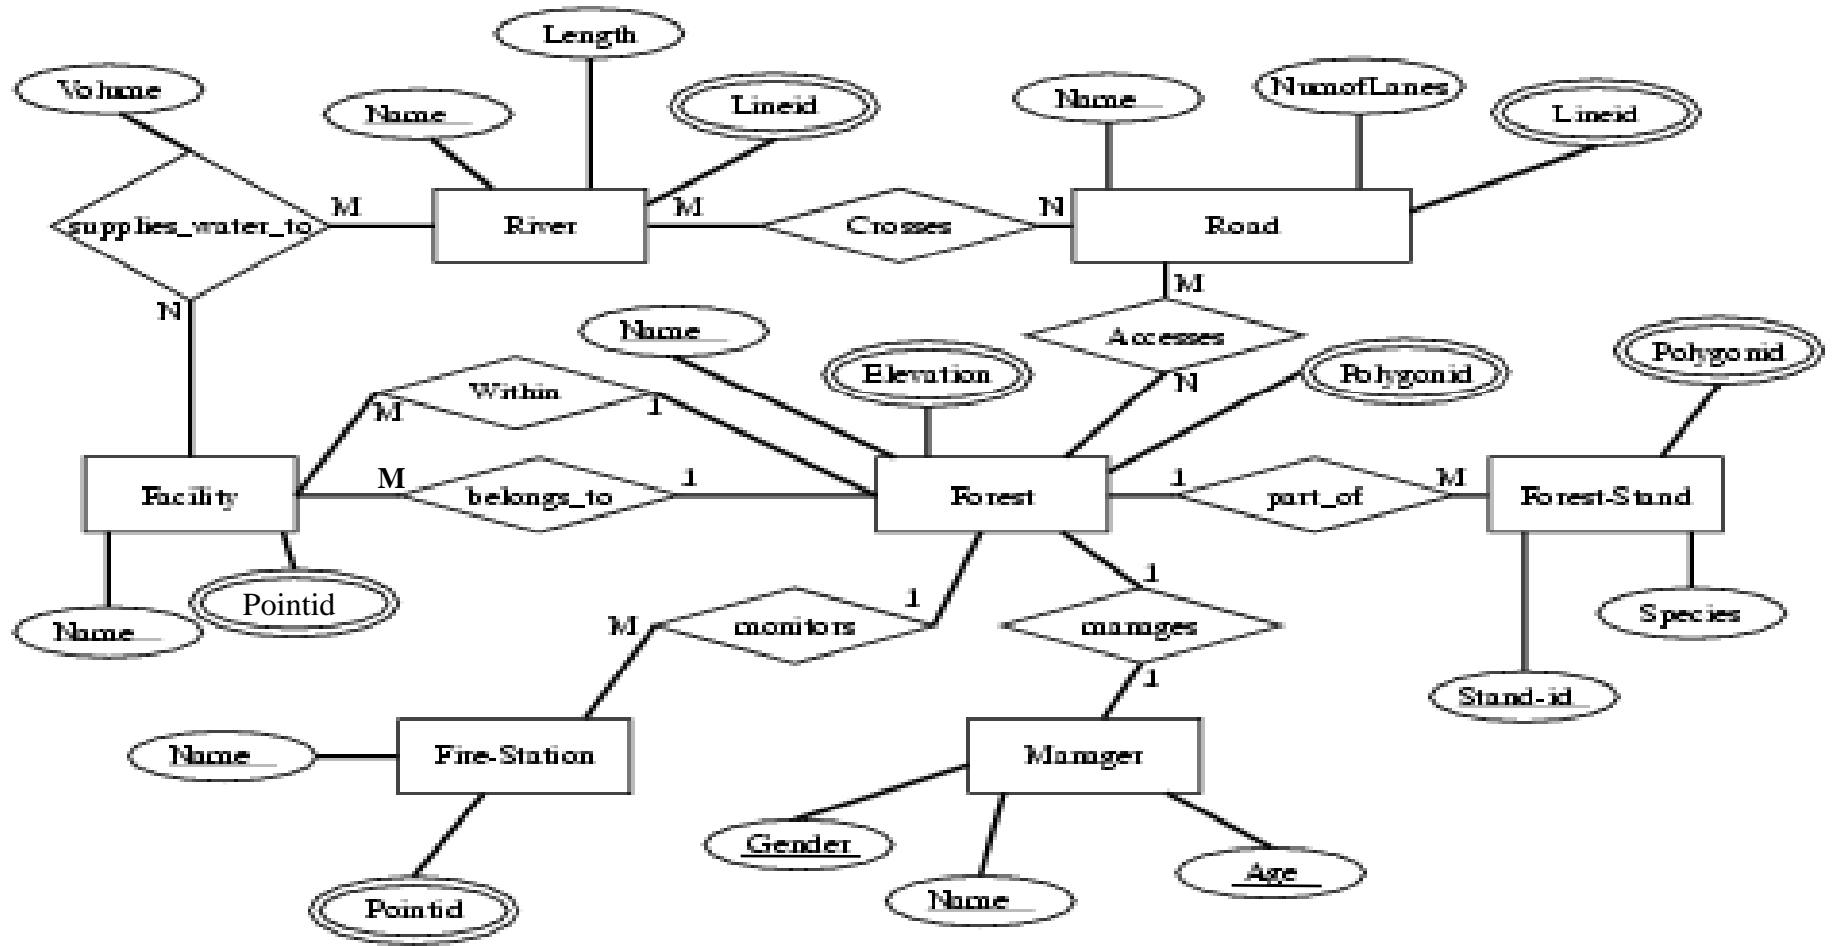 Length
Volume
Name
Lineid
Name
NumofLanes
Lineid
supplies_water_to
M
River
M
Crosses
N
Road
N
M
Name
Accesses
Polygonid
Elevation
Polygonid
Within
M
1
N
Facility
M
belongs_to
1
Forest
1
part_of
M
Forest-Stand
Pointid
Name
M
monitors
1
1
manages
1
Species
Stand-id
Name
Fire-Station
Manager
Gender
Age
Name
Pointid